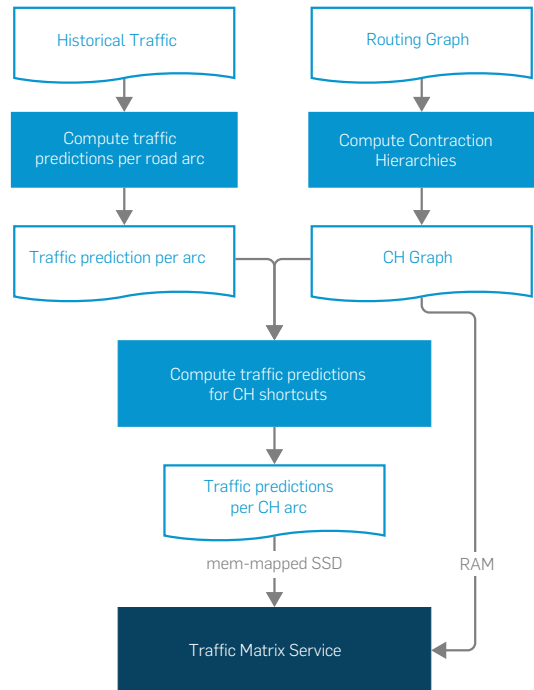 Historical Traffic
Routing Graph
Compute traffic
predictions per road arc
Compute Contraction
Hierarchies
Traffic prediction per arc
CH Graph
Compute traffic predictions
for CH shortcuts
Traffic predictions
per CH arc
mem-mapped SSD
RAM
Traffic Matrix Service